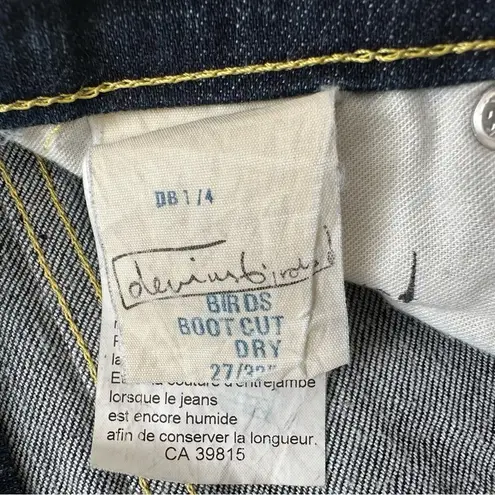 DB 1/4
denimbirds
BIRDS
BOOTCUT
DRY
27/32"
la couture d'entrejambe
lorsque le jeans
est encore humide
afin de conserver la longueur.
CA 39815